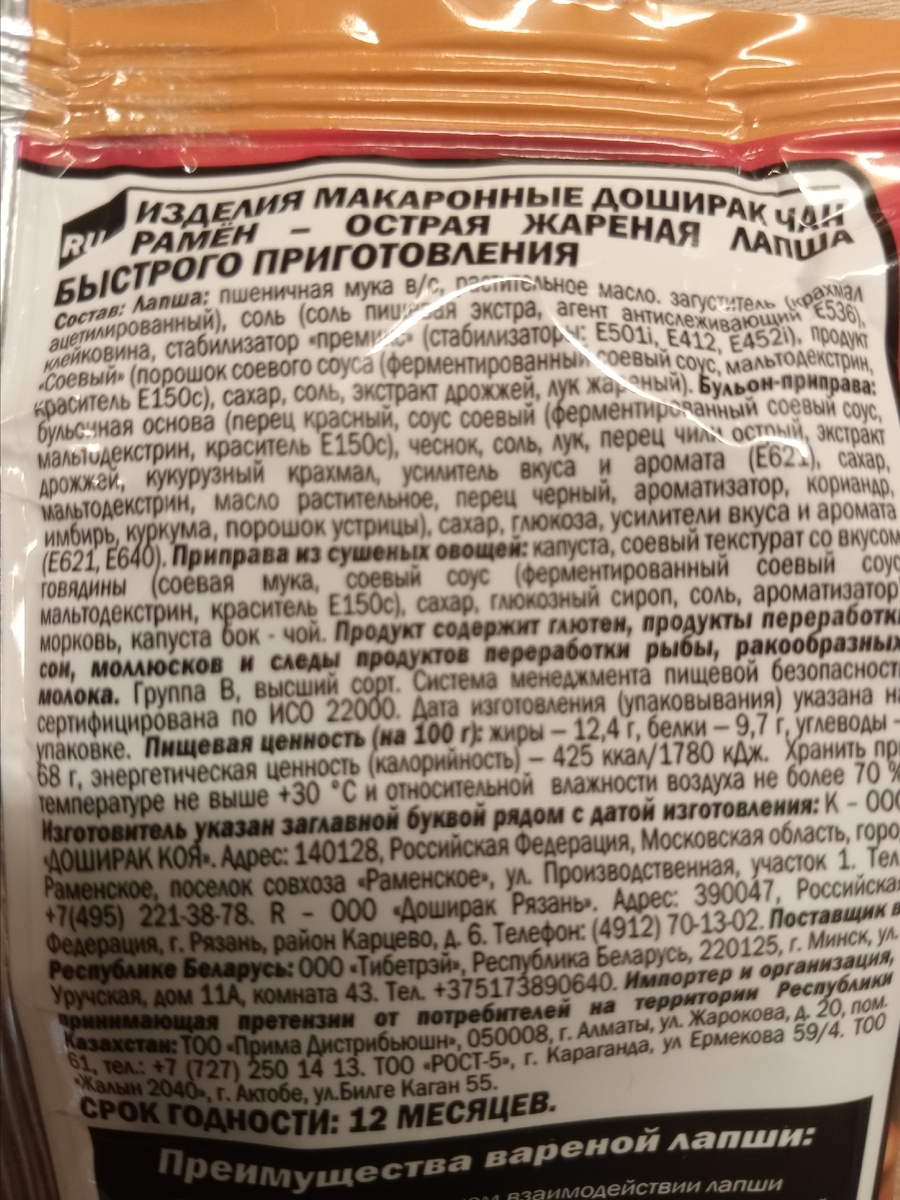 RU
ИЗДЕЛИЯ МАКАРОННЫЕ ДОШИРАК ЧАН
РАМЁН – ОСТРАЯ ЖАРЕНАЯ ЛАПША
БЫСТРОГО ПРИГОТОВЛЕНИЯ
Состав: Лапша: пшеничная мука в/с, растительное масло, загуститель (крахмал
ацетилированный), соль (соль пищевая экстра, агент антислеживающий Е536),
клейковина, стабилизатор «премикс» (стабилизаторы: Е501i, Е412, Е452i), продукт
«Соевый» (порошок соевого соуса (ферментированный соевый соус, мальтодекстрин,
краситель Е150с), сахар, соль, экстракт дрожжей, лук жареный). Бульон-приправа:
бульонная основа (перец красный, соус соевый (ферментированный соевый соус,
мальтодекстрин, краситель Е150с), чеснок, соль, лук, перец чили острый, экстракт
дрожжей, кукурузный крахмал, усилитель вкуса и аромата (Е621), сахар,
мальтодекстрин, масло растительное, перец черный, ароматизатор, кориандр,
имбирь, куркума, порошок устрицы), сахар, глюкоза, усилители вкуса и аромата
(Е621, Е640). Приправа из сушеных овощей: капуста, соевый текстурат со вкусом
говядины (соевая мука, соевый соус (ферментированный соевый соус
мальтодекстрин, краситель Е150с), сахар, глюкозный сироп, соль, ароматизатор
морковь, капуста бок - чой. Продукт содержит глютен, продукты переработки
сои, моллюсков и следы продуктов переработки рыбы, ракообразных
молока. Группа В, высший сорт. Система менеджмента пищевой безопасност
сертифицирована по ИСО 22000. Дата изготовления (упаковывания) указана на
упаковке. Пищевая ценность (на 100 г): жиры – 12,4 г, белки – 9,7 г, углеводы –
68 г, энергетическая ценность (калорийность) – 425 ккал/1780 кДж. Хранить пр
температуре не выше +30 °С и относительной влажности воздуха не более 70 %
Изготовитель указан заглавной буквой рядом с датой изготовления: К – ООО
«ДОШИРАК КОЯ». Адрес: 140128, Российская Федерация, Московская область, горо
Раменское, поселок совхоза «Раменское», ул. Производственная, участок 1. Тел
+7(495) 221-38-78. R – ООО «Доширак Рязань». Адрес: 390047, Российская
Федерация, г. Рязань, район Карцево, д. 6. Телефон: (4912) 70-13-02. Поставщик в
Республике Беларусь: ООО «Тибетрэй», Республика Беларусь, 220125, г. Минск, ул.
Уручская, дом 11А, комната 43. Тел. +375173890640. Импортер и организация,
принимающая претензии от потребителей на территории Республики
Казахстан: ТОО «Прима Дистрибьюшн», 050008, г. Алматы, ул. Жарокова, д. 20, пом.
61, тел.: +7 (727) 250 14 13. ТОО «РОСТ-5», г. Караганда, ул Ермекова 59/4. ТОО
«Жалын 2040», г. Актобе, ул.Билге Каган 55.
СРОК ГОДНОСТИ: 12 МЕСЯЦЕВ.
Преимущества вареной лапши:
взаимодействии лапши